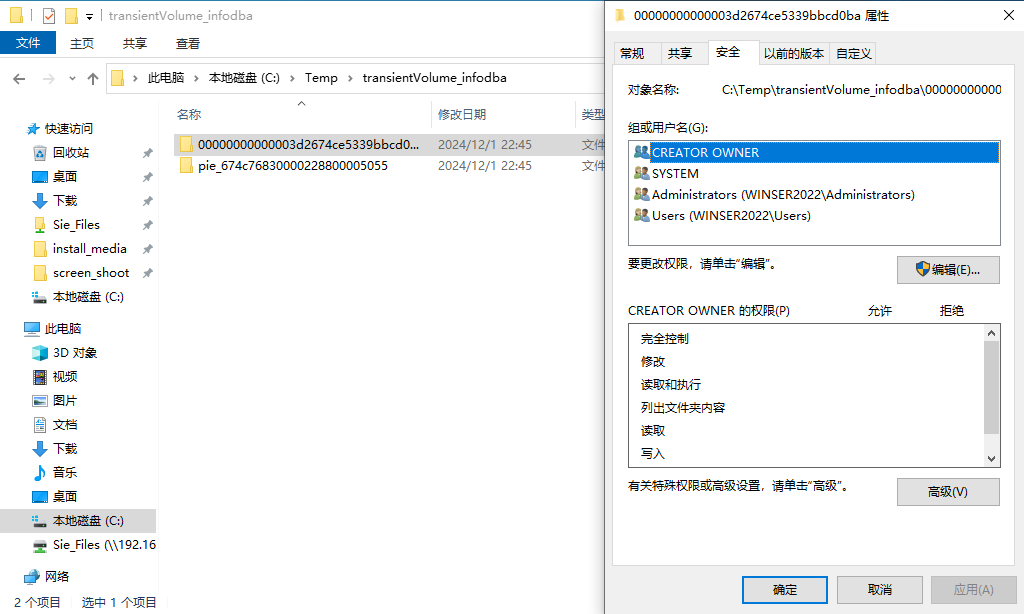 transientVolume_infodba
文件 主页 共享 查看
此电脑 本地磁盘 (C:) Temp transientVolume_infodba
名称 修改日期 类型
00000000000003d2674ce5339bbcd0... 2024/12/1 22:45 文件
pie_674c76830000228800005055 2024/12/1 22:45 文件
快速访问
回收站
桌面
下载
Sie_Files
install_media
screen_shoot
本地磁盘 (C:)
此电脑
3D 对象
视频
图片
文档
下载
音乐
桌面
本地磁盘 (C:)
Sie_Files (\\192.16
网络
2 个项目 选中 1 个项目
00000000000003d2674ce5339bbcd0ba 属性
常规 共享 安全 以前的版本 自定义
对象名称: C:\Temp\transientVolume_infodba\00000000000
组或用户名(G):
CREATOR OWNER
SYSTEM
Administrators (WINSER2022\Administrators)
Users (WINSER2022\Users)
要更改权限，请单击“编辑”。
编辑(E)...
CREATOR OWNER 的权限(P) 允许 拒绝
完全控制
修改
读取和执行
列出文件夹内容
读取
写入
有关特殊权限或高级设置，请单击“高级”。
高级(V)
确定 取消 应用(A)